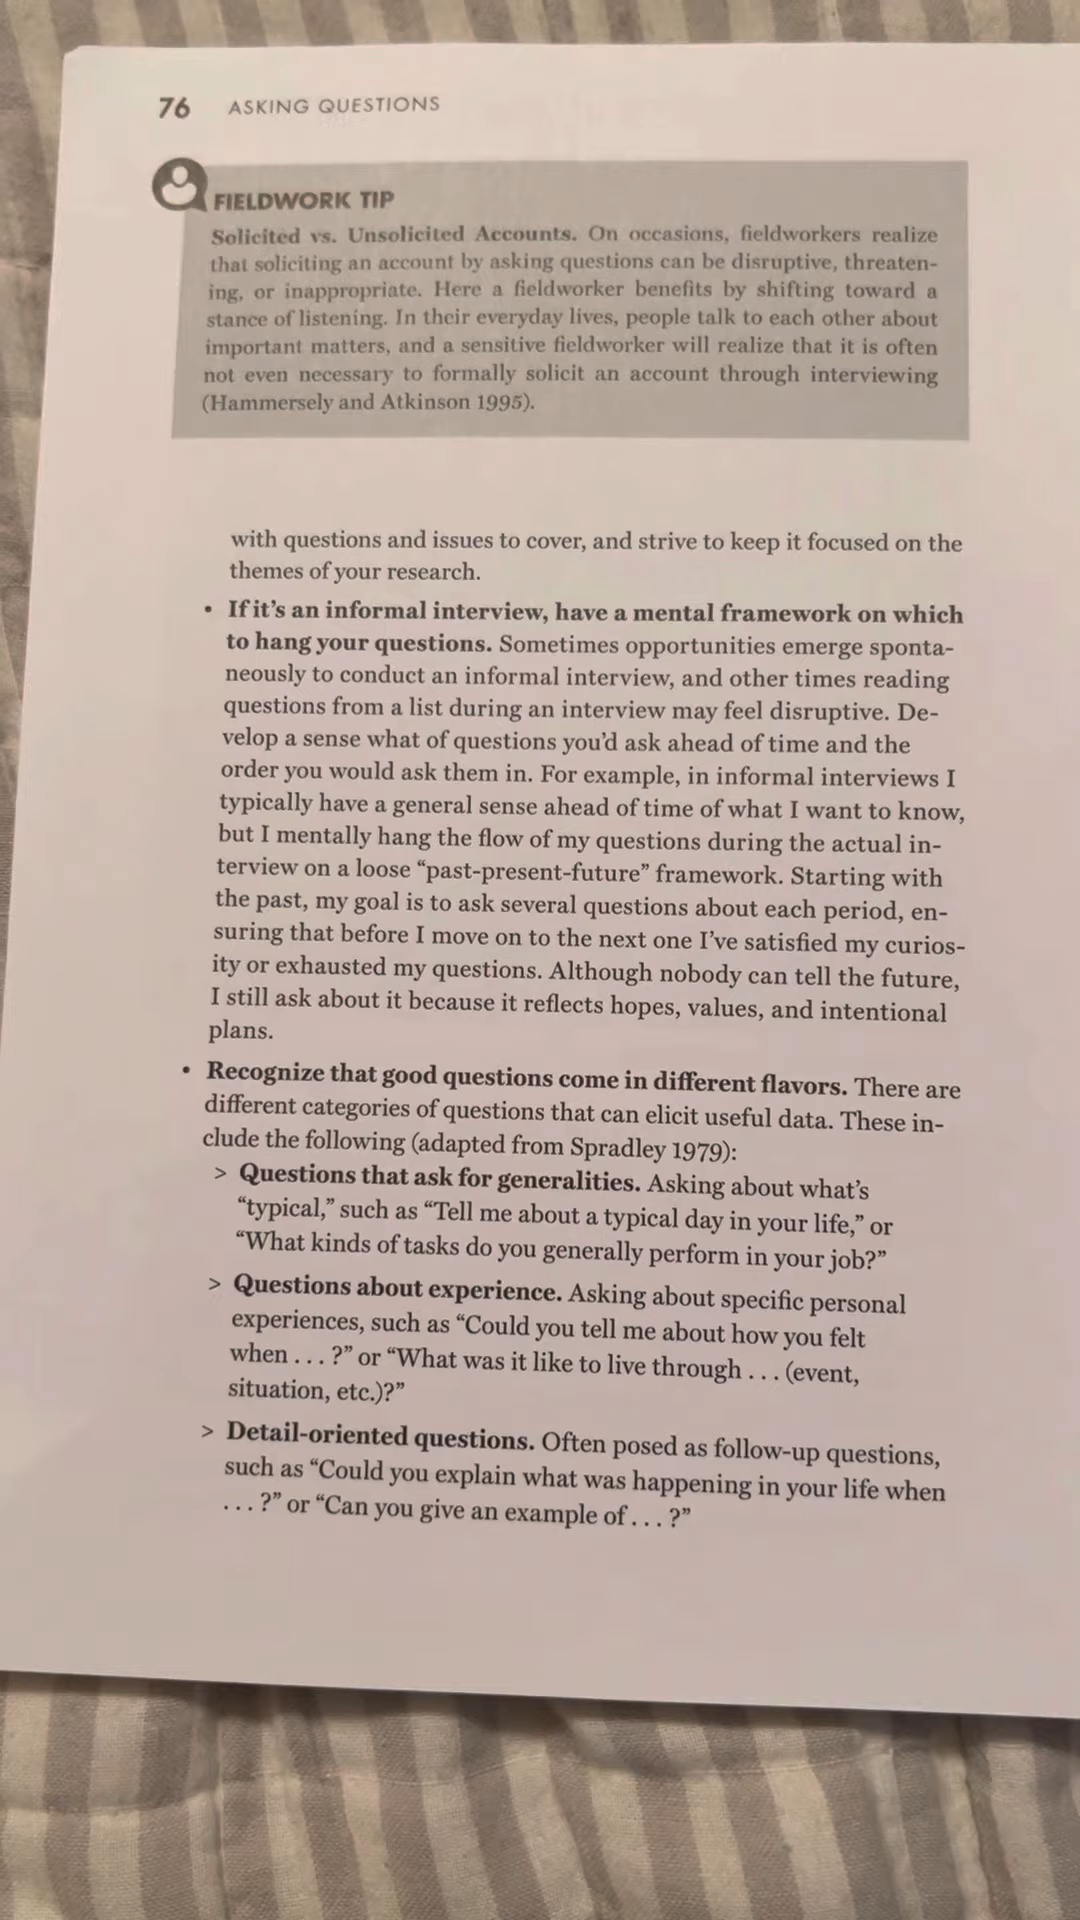 76 ASKING QUESTIONS
FIELDWORK TIP
Solicited vs. Unsolicited Accounts. On occasions, fieldworkers realize
that soliciting an account by asking questions can be disruptive, threaten-
ing, or inappropriate. Here a fieldworker benefits by shifting toward a
stance of listening. In their everyday lives, people talk to each other about
important matters, and a sensitive fieldworker will realize that it is often
not even necessary to formally solicit an account through interviewing
(Hammersely and Atkinson 1995).
with questions and issues to cover, and strive to keep it focused on the
themes of your research.
• If it's an informal interview, have a mental framework on which
to hang your questions. Sometimes opportunities emerge sponta-
neously to conduct an informal interview, and other times reading
questions from a list during an interview may feel disruptive. De-
velop a sense what of questions you'd ask ahead of time and the
order you would ask them in. For example, in informal interviews I
typically have a general sense ahead of time of what I want to know,
but I mentally hang the flow of my questions during the actual in-
terview on a loose “past-present-future” framework. Starting with
the past, my goal is to ask several questions about each period, en-
suring that before I move on to the next one I've satisfied my curios-
ity or exhausted my questions. Although nobody can tell the future,
I still ask about it because it reflects hopes, values, and intentional
plans.
• Recognize that good questions come in different flavors. There are
different categories of questions that can elicit useful data. These in-
clude the following (adapted from Spradley 1979):
> Questions that ask for generalities. Asking about what's
“typical,” such as “Tell me about a typical day in your life,” or
“What kinds of tasks do you generally perform in your job?”
> Questions about experience. Asking about specific personal
experiences, such as “Could you tell me about how you felt
when . . . ?” or “What was it like to live through . . . (event,
situation, etc.)?”
> Detail-oriented questions. Often posed as follow-up questions,
such as “Could you explain what was happening in your life when
. . . ?” or “Can you give an example of . . . ?”